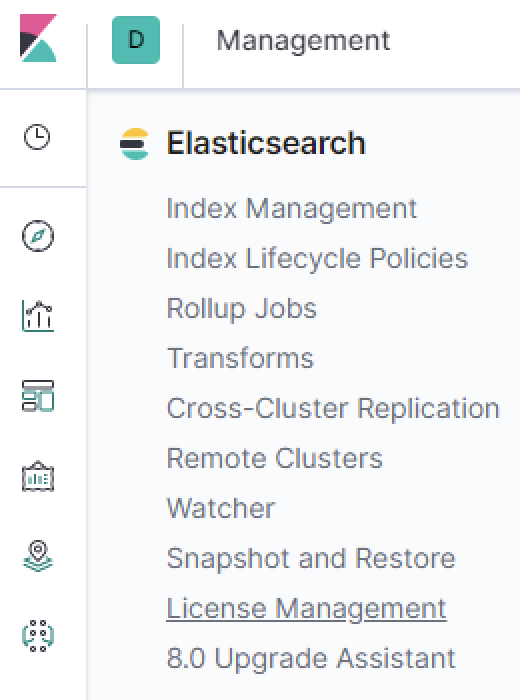 D
Management
Elasticsearch
Index Management
Index Lifecycle Policies
Rollup Jobs
Transforms
Cross-Cluster Replication
Remote Clusters
Watcher
Snapshot and Restore
License Management
8.0 Upgrade Assistant